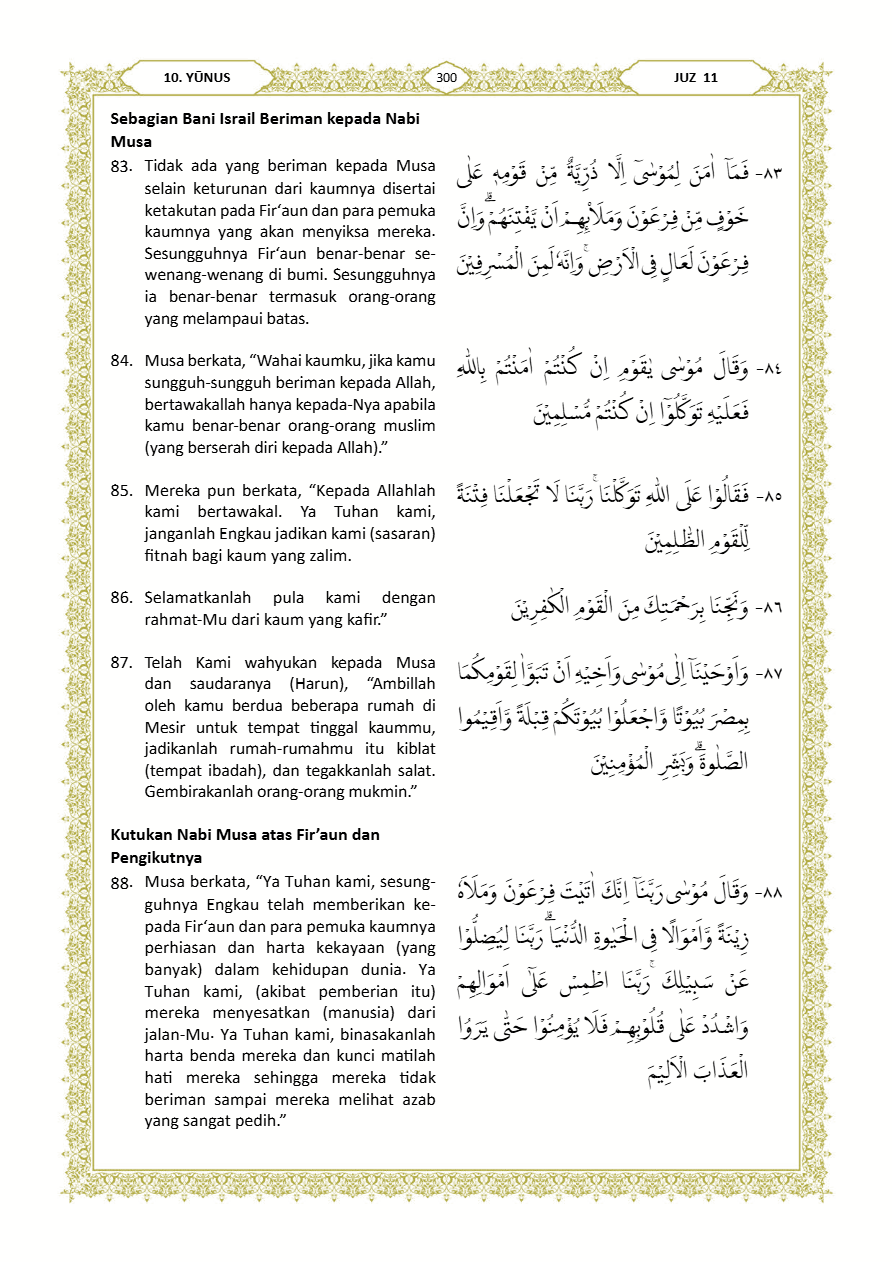 10. YŪNUS
300
JUZ 11
Sebagian Bani Israil Beriman kepada Nabi
Musa
83. Tidak ada yang beriman kepada Musa
selain keturunan dari kaumnya disertai
ketakutan pada Fir‘aun dan para pemuka
kaumnya yang akan menyiksa mereka.
Sesungguhnya Fir‘aun benar-benar se-
wenang-wenang di bumi. Sesungguhnya
ia benar-benar termasuk orang-orang
yang melampaui batas.
٨٣- فَمَآ اٰمَنَ لِمُوْسٰىٓ اِلَّا ذُرِّيَّةٌ مِّنْ قَوْمِهٖ عَلٰى
خَوْفٍ مِّنْ فِرْعَوْنَ وَمَلَا۟ىِٕهِمْ اَنْ يَّفْتِنَهُمْ ۗوَاِنَّ
فِرْعَوْنَ لَعَالٍ فِى الْاَرْضِۚ وَاِنَّهٗ لَمِنَ الْمُسْرِفِيْنَ
84. Musa berkata, “Wahai kaumku, jika kamu
sungguh-sungguh beriman kepada Allah,
bertawakallah hanya kepada-Nya apabila
kamu benar-benar orang-orang muslim
(yang berserah diri kepada Allah).”
٨٤- وَقَالَ مُوْسٰى يٰقَوْمِ اِنْ كُنْتُمْ اٰمَنْتُمْ بِاللّٰهِ
فَعَلَيْهِ تَوَكَّلُوْٓا اِنْ كُنْتُمْ مُّسْلِمِيْنَ
85. Mereka pun berkata, “Kepada Allahlah
kami bertawakal. Ya Tuhan kami,
janganlah Engkau jadikan kami (sasaran)
fitnah bagi kaum yang zalim.
٨٥- فَقَالُوْا عَلَى اللّٰهِ تَوَكَّلْنَاۚ رَبَّنَا لَا تَجْعَلْنَا فِتْنَةً
لِّلْقَوْمِ الظّٰلِمِيْنَ
86. Selamatkanlah pula kami dengan
rahmat-Mu dari kaum yang kafir.”
٨٦- وَنَجِّنَا بِرَحْمَتِكَ مِنَ الْقَوْمِ الْكٰفِرِيْنَ
87. Telah Kami wahyukan kepada Musa
dan saudaranya (Harun), “Ambillah
oleh kamu berdua beberapa rumah di
Mesir untuk tempat tinggal kaummu,
jadikanlah rumah-rumahmu itu kiblat
(tempat ibadah), dan tegakkanlah salat.
Gembirakanlah orang-orang mukmin.”
٨٧- وَاَوْحَيْنَآ اِلٰى مُوْسٰى وَاَخِيْهِ اَنْ تَبَوَّاٰ لِقَوْمِكُمَا
بِمِصْرَ بُيُوْتًا وَّاجْعَلُوْا بُيُوْتَكُمْ قِبْلَةً وَّاَقِيْمُوا
الصَّلٰوةَۗ وَبَشِّرِ الْمُؤْمِنِيْنَ
Kutukan Nabi Musa atas Fir’aun dan
Pengikutnya
88. Musa berkata, “Ya Tuhan kami, sesung-
guhnya Engkau telah memberikan ke-
pada Fir‘aun dan para pemuka kaumnya
perhiasan dan harta kekayaan (yang
banyak) dalam kehidupan dunia. Ya
Tuhan kami, (akibat pemberian itu)
mereka menyesatkan (manusia) dari
jalan-Mu. Ya Tuhan kami, binasakanlah
harta benda mereka dan kunci matilah
hati mereka sehingga mereka tidak
beriman sampai mereka melihat azab
yang sangat pedih.”
٨٨- وَقَالَ مُوْسٰى رَبَّنَآ اِنَّكَ اٰتَيْتَ فِرْعَوْنَ وَمَلَاَهٗ
زِيْنَةً وَّاَمْوَالًا فِى الْحَيٰوةِ الدُّنْيَاۗ رَبَّنَا لِيُضِلُّوْا
عَنْ سَبِيْلِكَۚ رَبَّنَا اطْمِسْ عَلٰٓى اَمْوَالِهِمْ
وَاشْدُدْ عَلٰى قُلُوْبِهِمْ فَلَا يُؤْمِنُوْا حَتّٰى يَرَوُا
الْعَذَابَ الْاَلِيْمَ